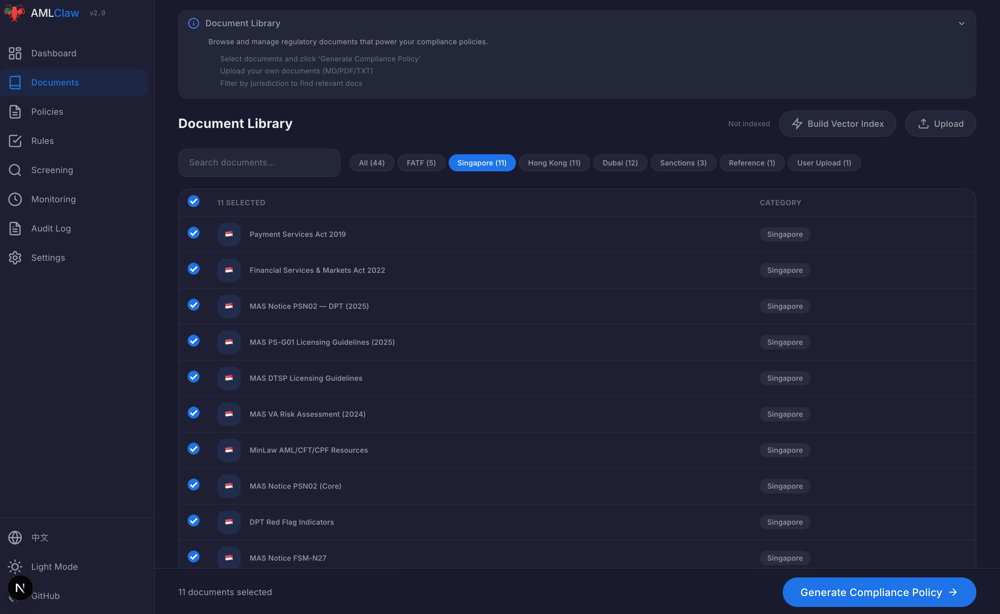 AMLClaw v2.0
Dashboard
Documents
Policies
Rules
Screening
Monitoring
Audit Log
Settings
中文
Light Mode
N
GitHub
Document Library
Browse and manage regulatory documents that power your compliance policies.
Select documents and click 'Generate Compliance Policy'
Upload your own documents (MD/PDF/TXT)
Filter by jurisdiction to find relevant docs
Document Library
Not indexed
Build Vector Index
Upload
Search documents...
All (44)
FATF (5)
Singapore (11)
Hong Kong (11)
Dubai (12)
Sanctions (3)
Reference (1)
User Upload (1)
11 SELECTED CATEGORY
Payment Services Act 2019 Singapore
Financial Services & Markets Act 2022 Singapore
MAS Notice PSN02 — DPT (2025) Singapore
MAS PS-G01 Licensing Guidelines (2025) Singapore
MAS DTSP Licensing Guidelines Singapore
MAS VA Risk Assessment (2024) Singapore
MinLaw AML/CFT/CPF Resources Singapore
MAS Notice PSN02 (Core) Singapore
DPT Red Flag Indicators Singapore
MAS Notice FSM-N27 Singapore
11 documents selected
Generate Compliance Policy →